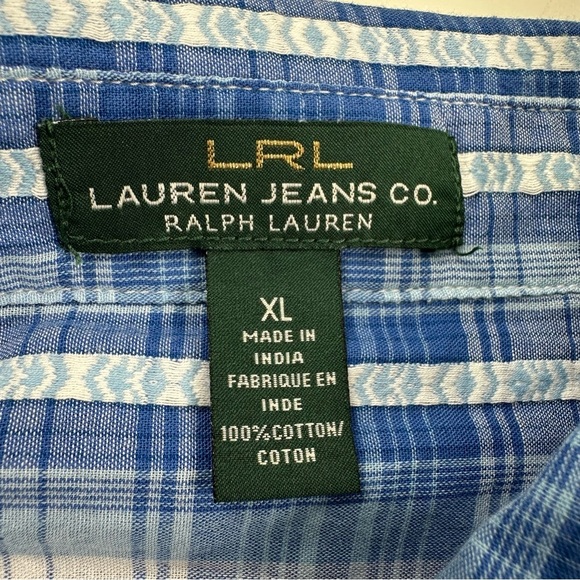 LRL
LAUREN JEANS CO.
RALPH LAUREN
XL
MADE IN
INDIA
FABRIQUE EN
INDE
100% COTTON/
COTON